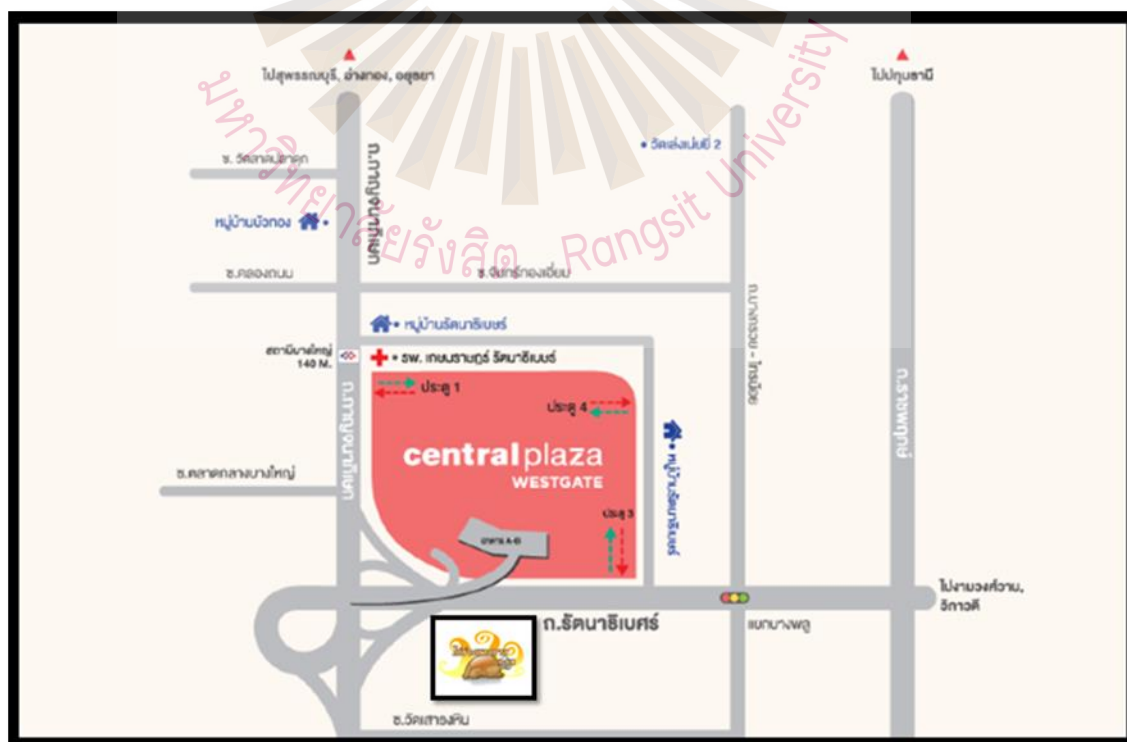 ไปสุพรรณบุรี, อ่างทอง, อยุธยา
ไปปทุมธานี
มหาวิทยาลัยรังสิต Rangsit University
ซ. วัดลาดปลาดุก
ถ.กาญจนาภิเษก
วัดเล่งเน่ยยี่ 2
หมู่บ้านบัวทอง
ซ.คลองถนน
ซ.จันทร์ทองเอี่ยม
หมู่บ้านรัตนาธิเบศร์
ถ.บางกรวย - ไทรน้อย
สถานีบางใหญ่
140 M.
รพ. เกษมราษฎร์ รัตนาธิเบศร์
ประตู 1
ประตู 4
ถ.ราชพฤกษ์
ถ.กาญจนาภิเษก
central plaza
WESTGATE
หมู่บ้านรัตนาธิเบศร์
ซ.ตลาดกลางบางใหญ่
ประตู 3
อาคาร A-B
ไปงามวงศ์วาน,
วิภาวดี
ถ.รัตนาธิเบศร์
แยกบางพลู
ซ.วัดเสาธงหิน